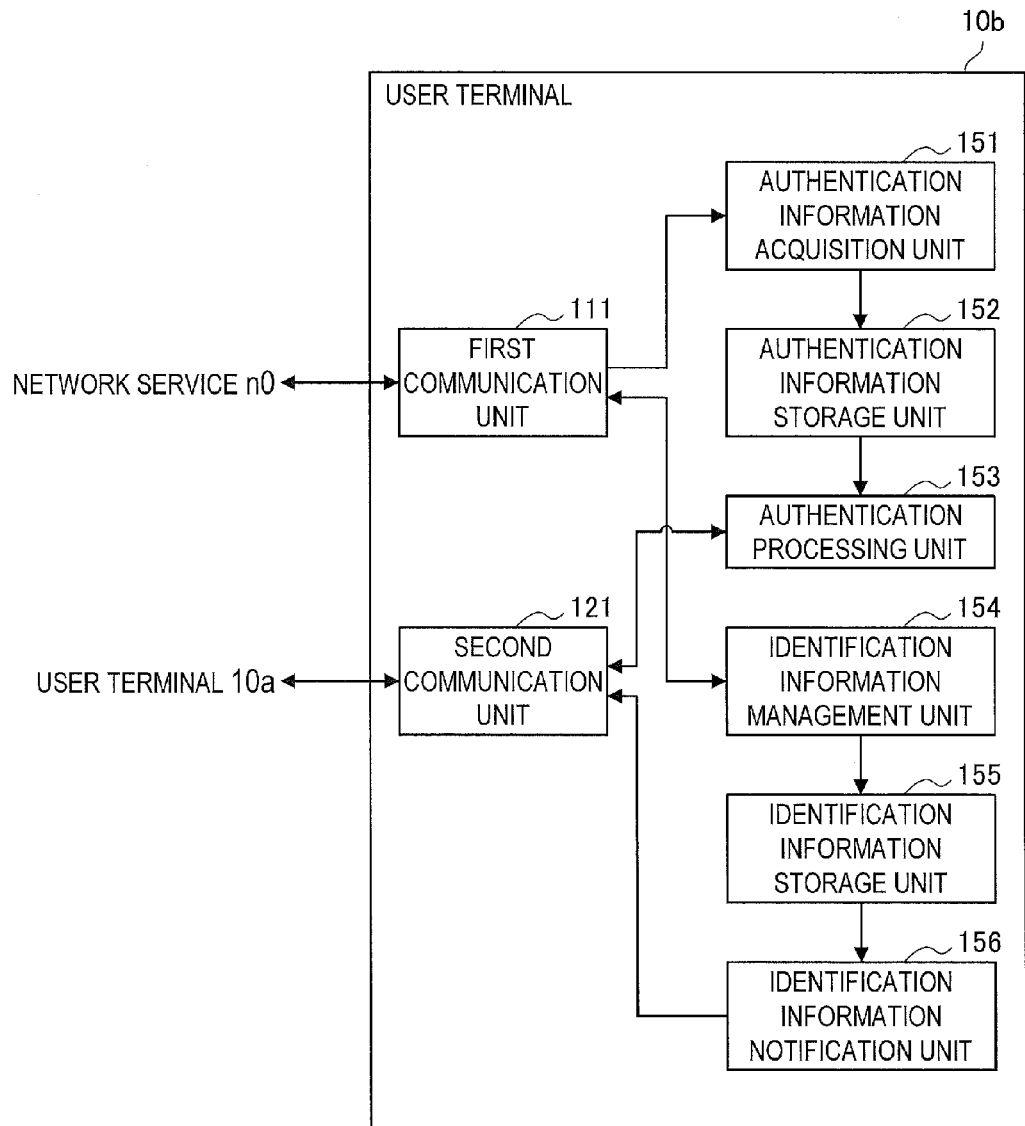 10b
USER TERMINAL
151
AUTHENTICATION
INFORMATION
ACQUISITION UNIT
152
AUTHENTICATION
INFORMATION
STORAGE UNIT
111
FIRST
COMMUNICATION
UNIT
NETWORK SERVICE n0
153
AUTHENTICATION
PROCESSING UNIT
121
SECOND
COMMUNICATION
UNIT
USER TERMINAL 10a
154
IDENTIFICATION
INFORMATION
MANAGEMENT UNIT
155
IDENTIFICATION
INFORMATION
STORAGE UNIT
156
IDENTIFICATION
INFORMATION
NOTIFICATION UNIT